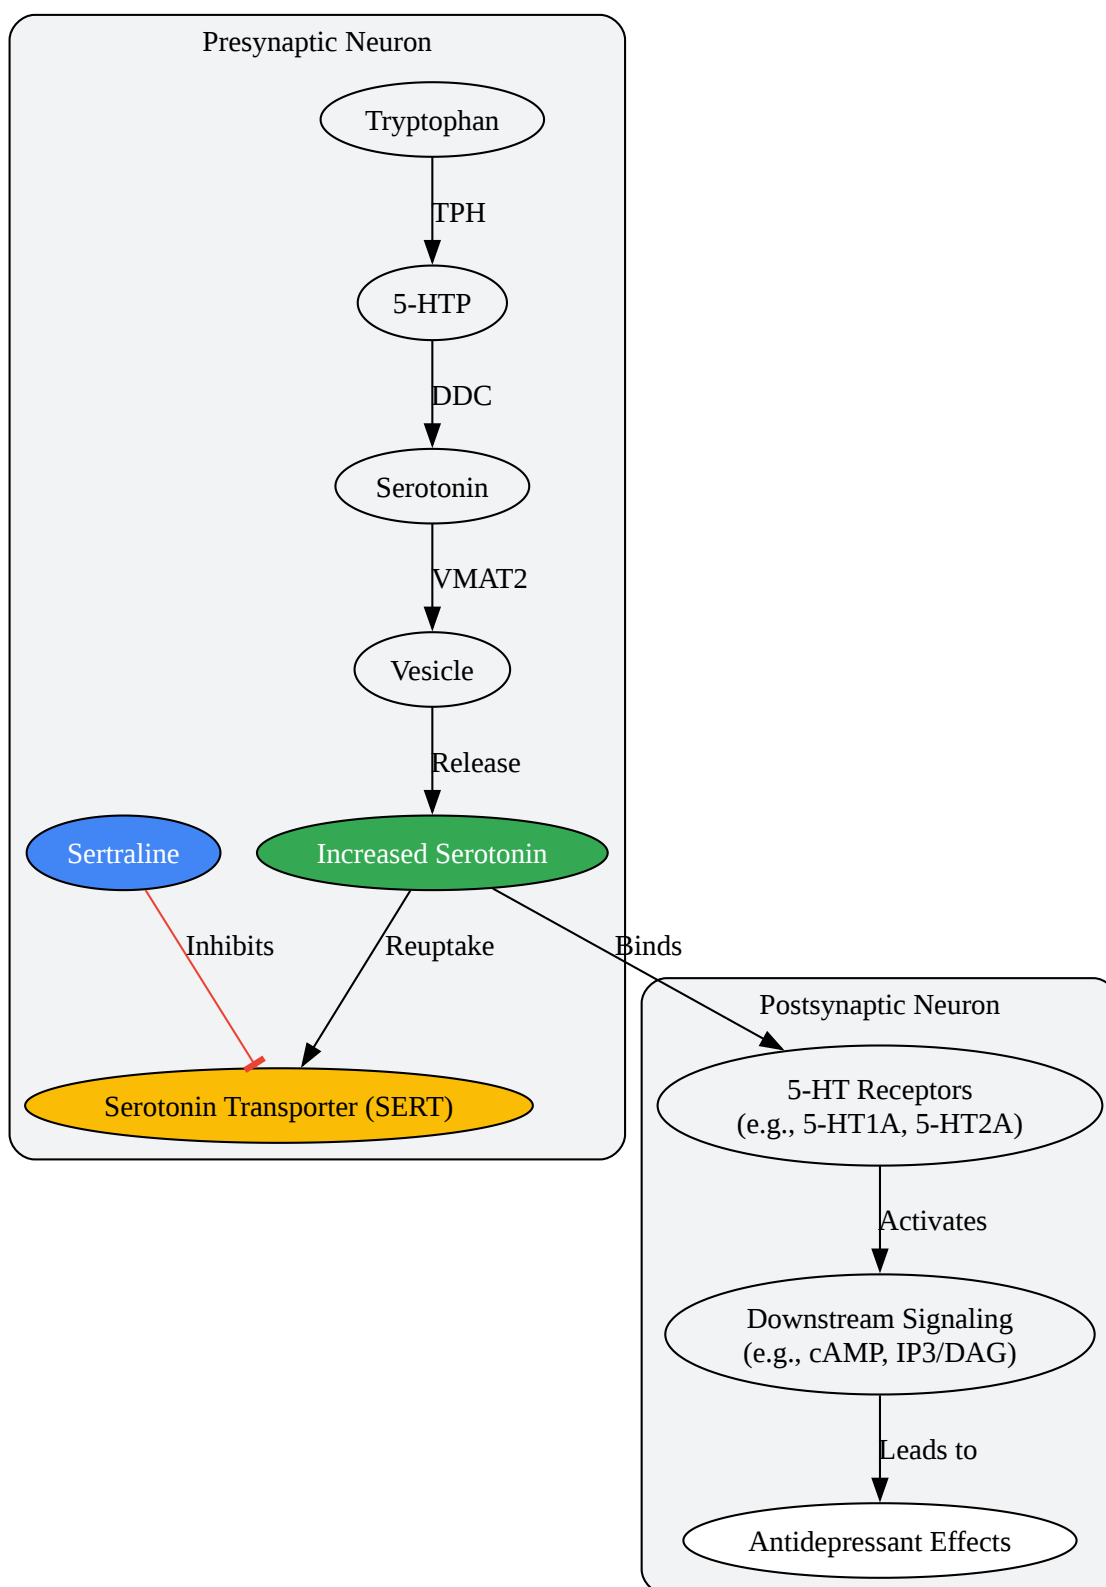 Presynaptic Neuron
Tryptophan
TPH
5-HTP
DDC
Serotonin
VMAT2
Vesicle
Release
Sertraline
Increased Serotonin
Inhibits
Reuptake
Binds
Serotonin Transporter (SERT)
Postsynaptic Neuron
5-HT Receptors
(e.g., 5-HT1A, 5-HT2A)
Activates
Downstream Signaling
(e.g., cAMP, IP3/DAG)
Leads to
Antidepressant Effects